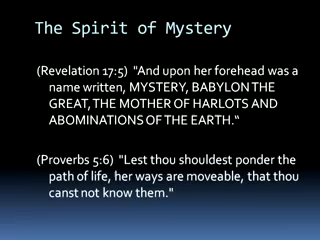 The Spirit of Mystery
(Revelation 17:5)  "And upon her forehead was a
name written, MYSTERY, BABYLON THE
GREAT, THE MOTHER OF HARLOTS AND
ABOMINATIONS OF THE EARTH."
(Proverbs 5:6)  "Lest thou shouldest ponder the
path of life, her ways are moveable, that thou
canst not know them."